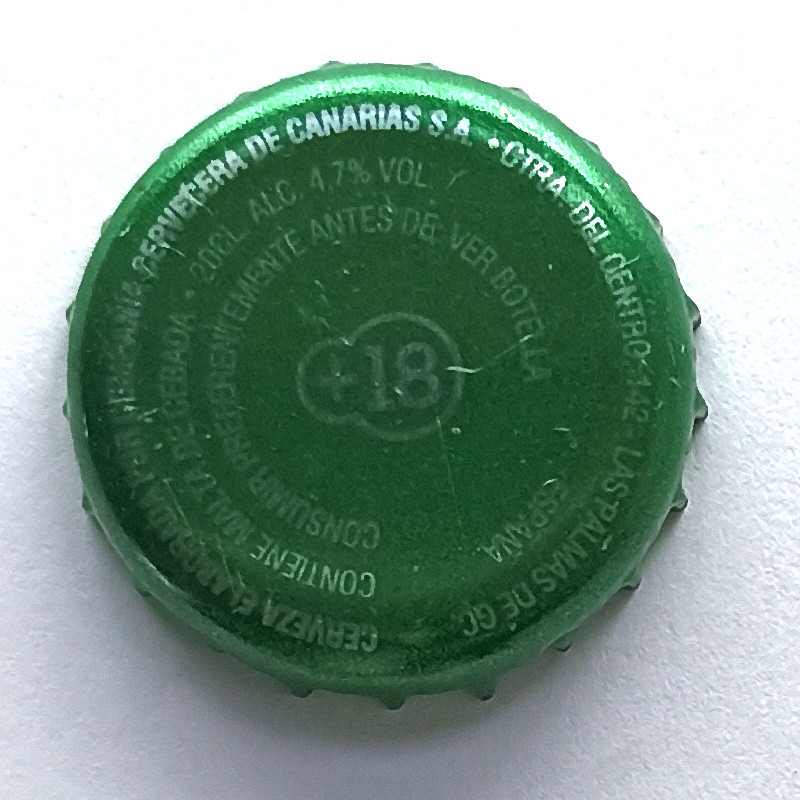 CERVEZA ELABORADA POR COMPAÑÍA CERVECERA DE CANARIAS S.A. • CTRA. DEL CENTRO 142 • LAS PALMAS DE GC
CONTIENE MALTA DE CEBADA • 20CL. ALC. 4,7% VOL
ESPAÑA
CONSUMIR PREFERENTEMENTE ANTES DE: VER BOTELLA
+18